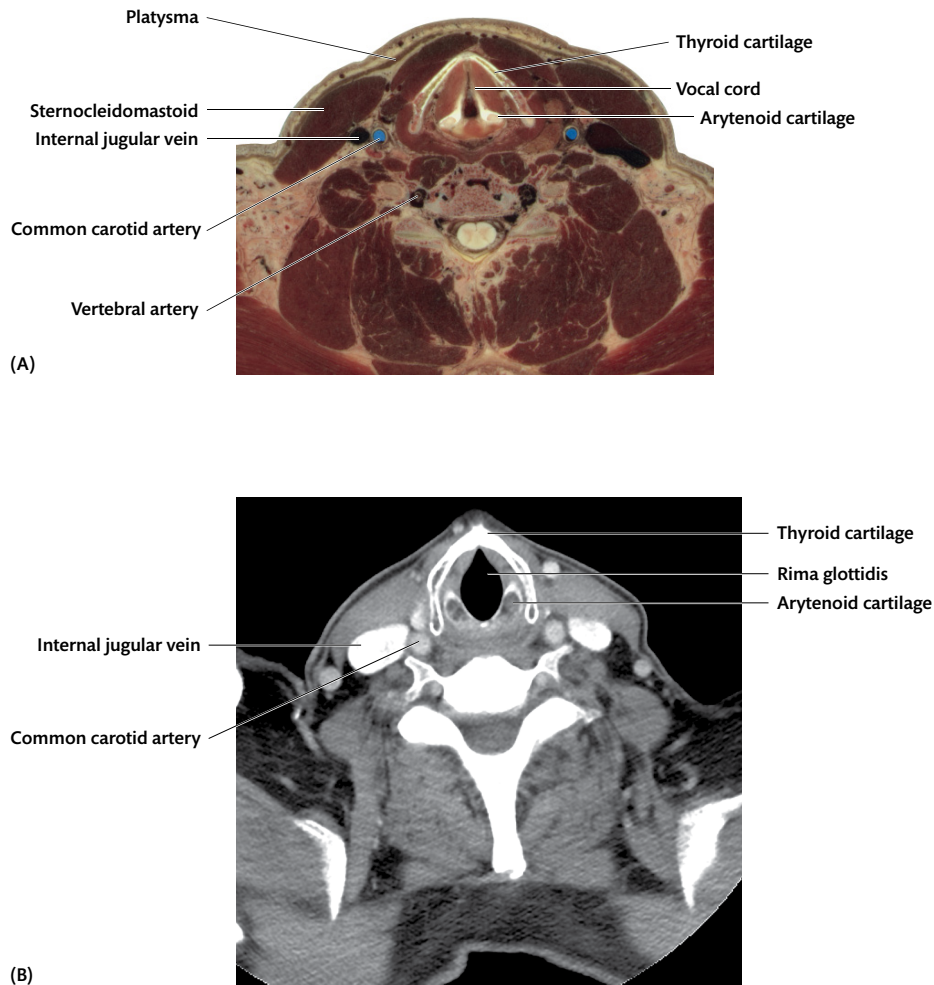 Platysma
Thyroid cartilage
Vocal cord
Sternocleidomastoid
Arytenoid cartilage
Internal jugular vein
Common carotid artery
Vertebral artery
(A)
Thyroid cartilage
Rima glottidis
Arytenoid cartilage
Internal jugular vein
Common carotid artery
(B)